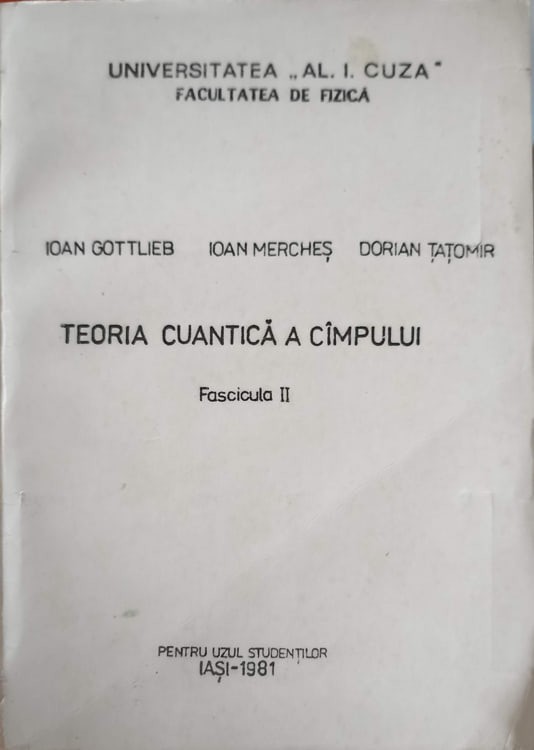 UNIVERSITATEA „AL. I. CUZA"
FACULTATEA DE FIZICĂ
IOAN GOTTLIEB IOAN MERCHEȘ DORIAN ȚAȚOMIR
TEORIA CUANTICĂ A CÎMPULUI
Fascicula II
PENTRU UZUL STUDENȚILOR
IAȘI-1981